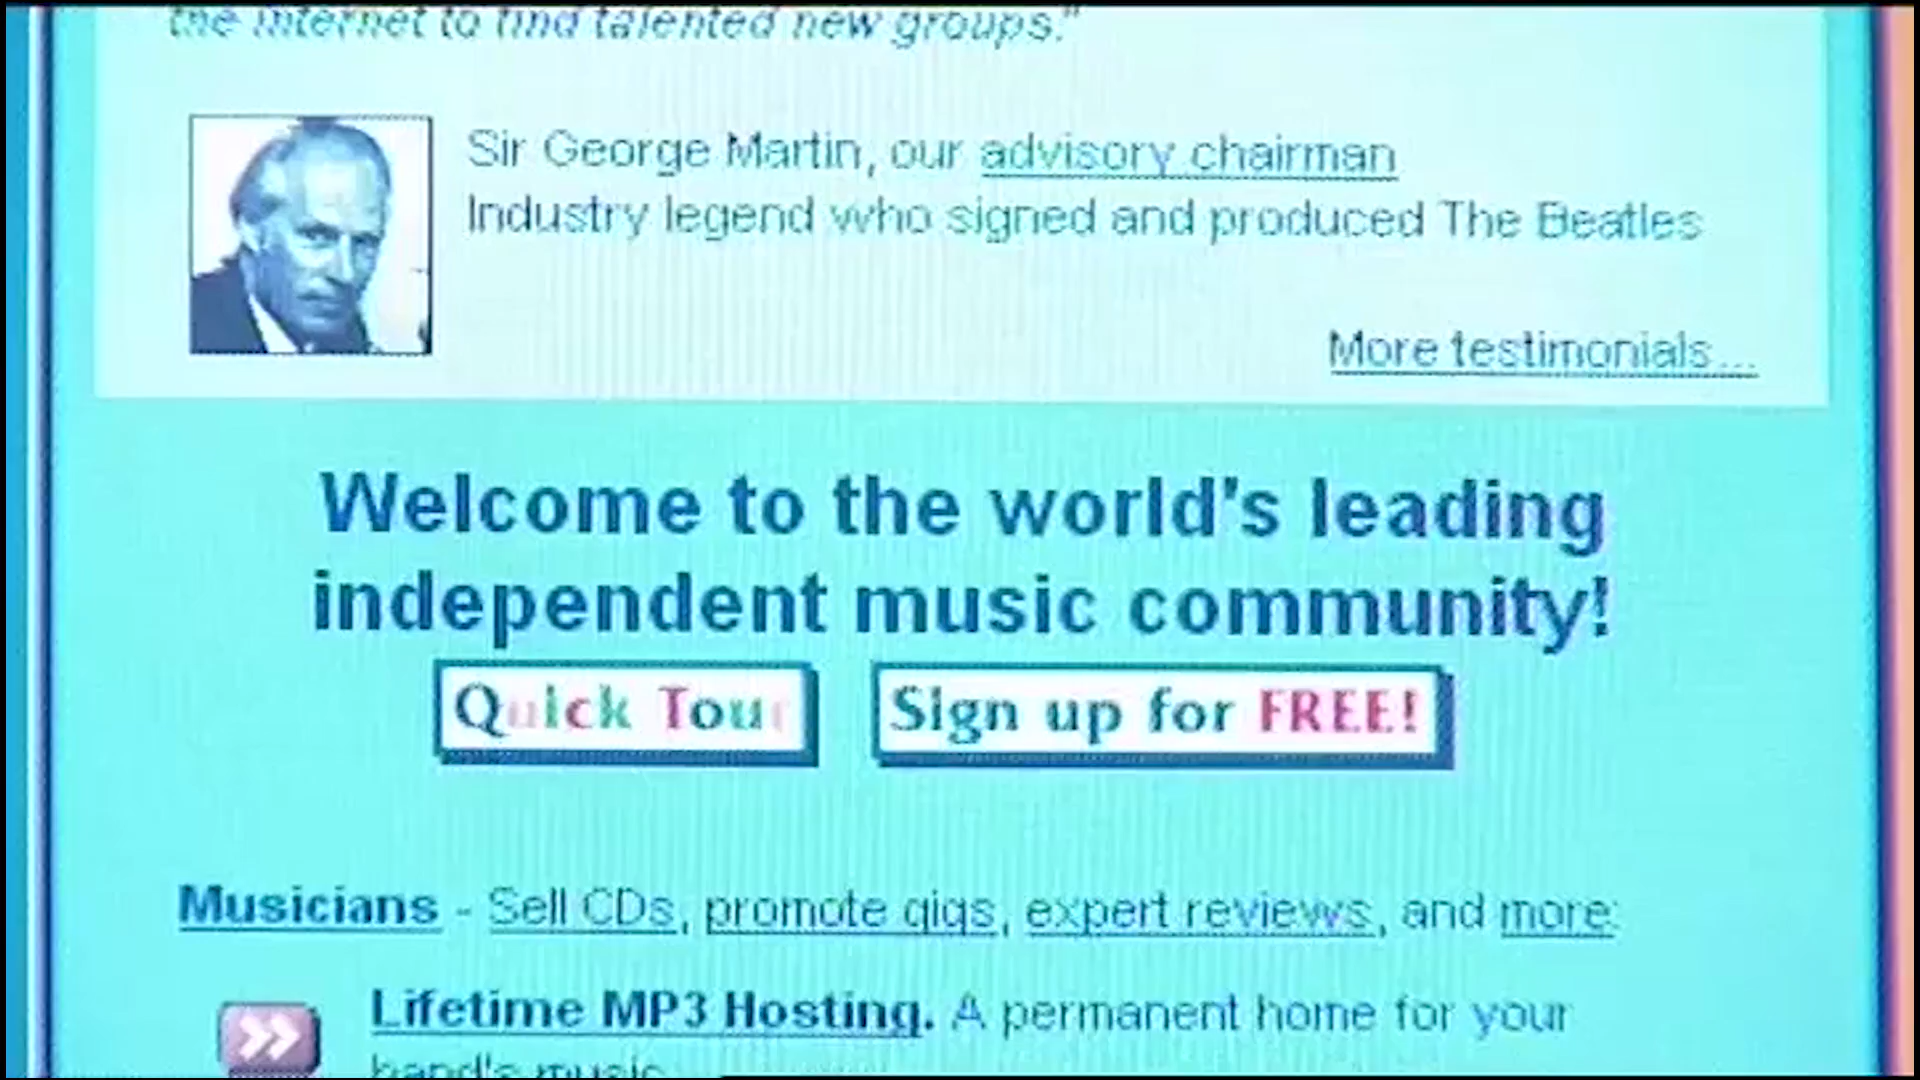 the internet to find talented new groups."
Sir George Martin, our advisory chairman
Industry legend who signed and produced The Beatles
More testimonials...
Welcome to the world's leading
independent music community!
Quick Tour
Sign up for FREE!
Musicians - Sell CDs, promote gigs, expert reviews, and more:
Lifetime MP3 Hosting. A permanent home for your
band's music